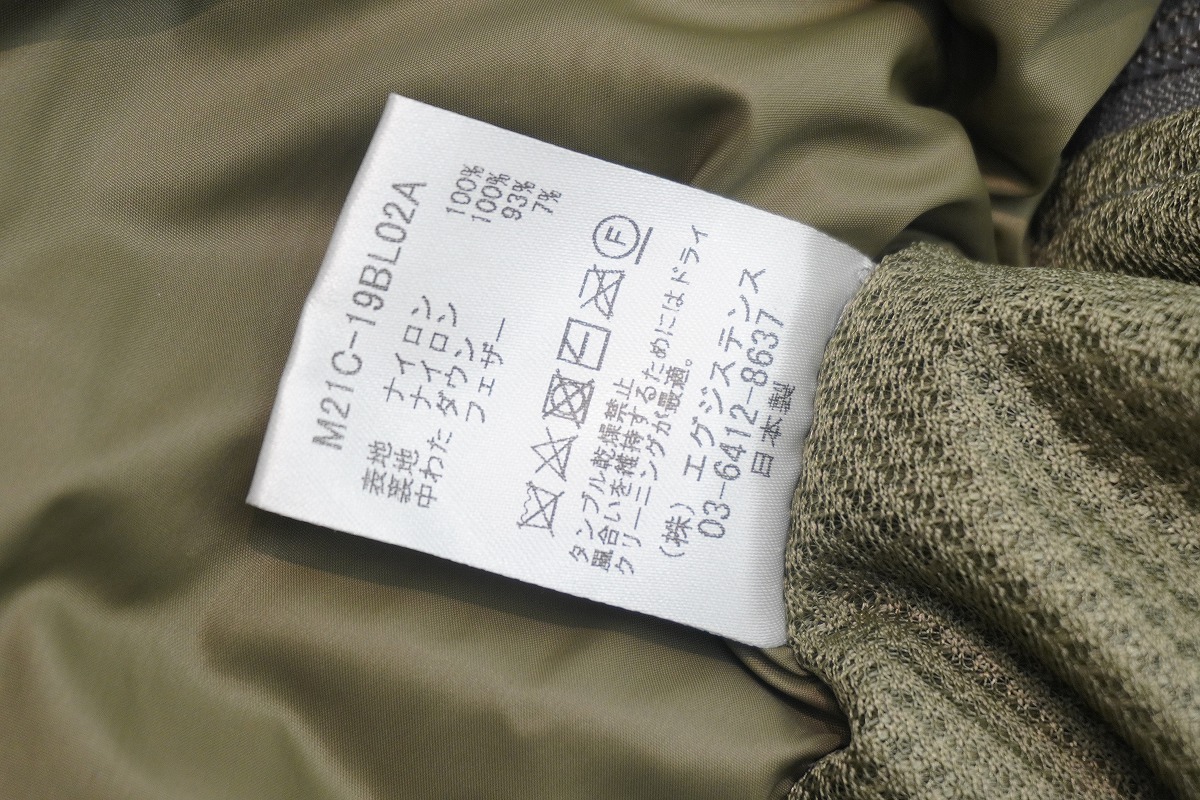 M21C-19BL02A
表地 ナイロン 100%
裏地 ナイロン 100%
中わた ダウン 93%
フェザー 7%
F
タンブル乾燥禁止
風合いを維持するためにはドライ
クリーニングが最適。
(株) エグジステンス
03-6412-8637
日本製